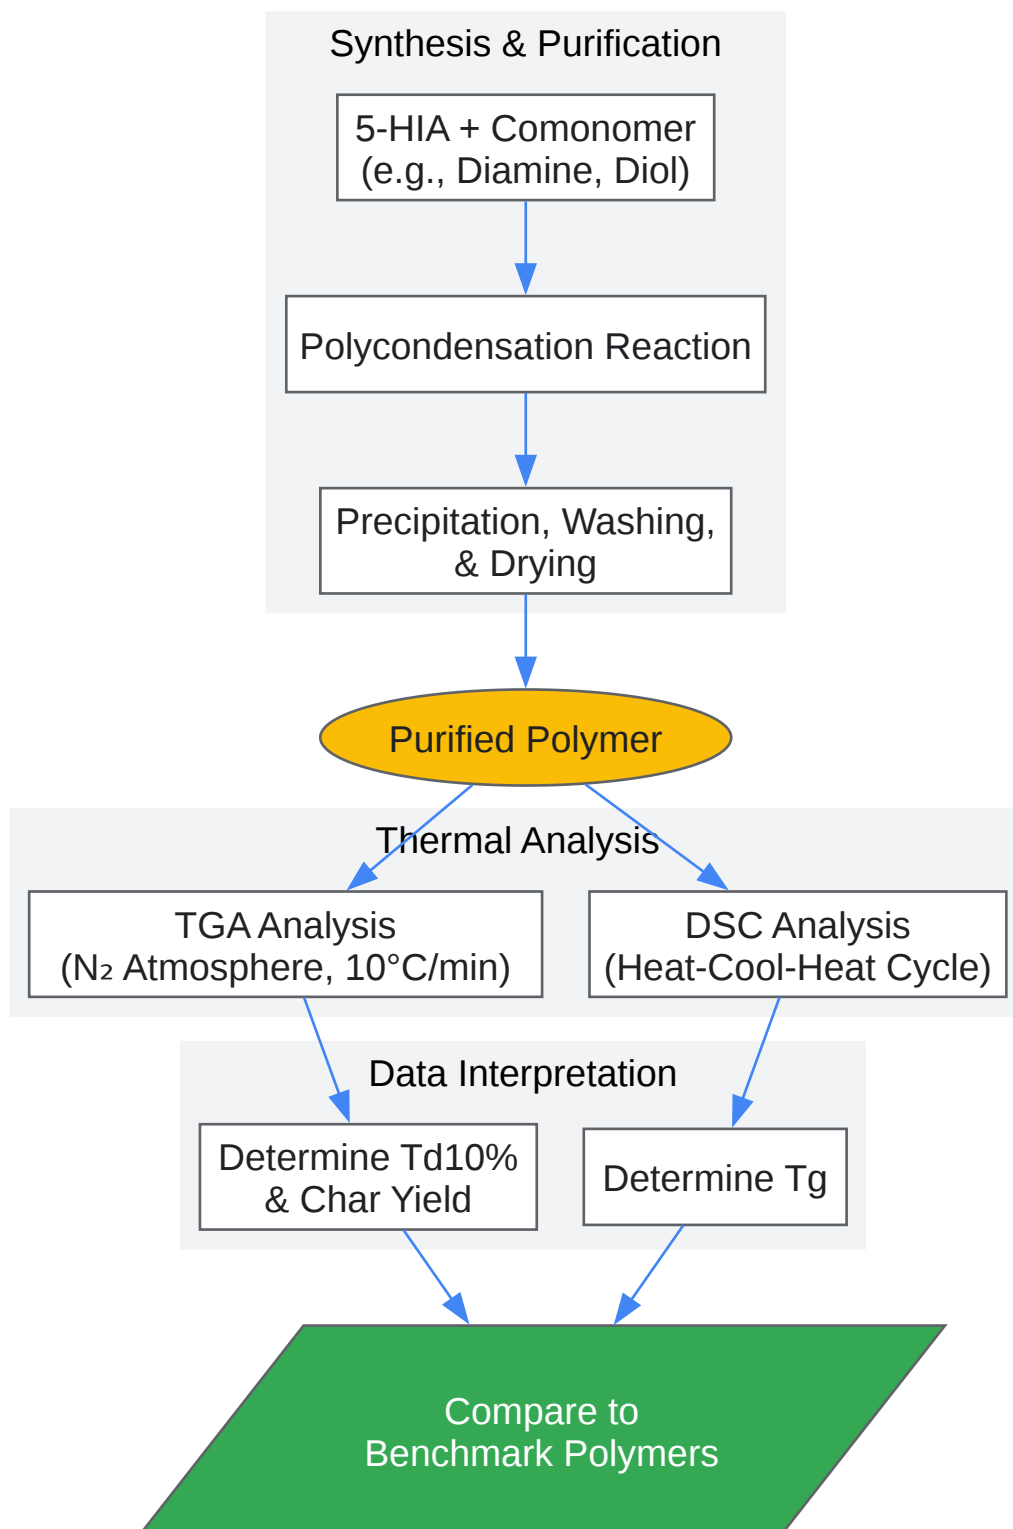 Synthesis & Purification
5-HIA + Comonomer
(e.g., Diamine, Diol)
Polycondensation Reaction
Precipitation, Washing,
& Drying
Purified Polymer
Thermal Analysis
TGA Analysis
(N₂ Atmosphere, 10°C/min)
DSC Analysis
(Heat-Cool-Heat Cycle)
Data Interpretation
Determine Td10%
& Char Yield
Determine Tg
Compare to
Benchmark Polymers